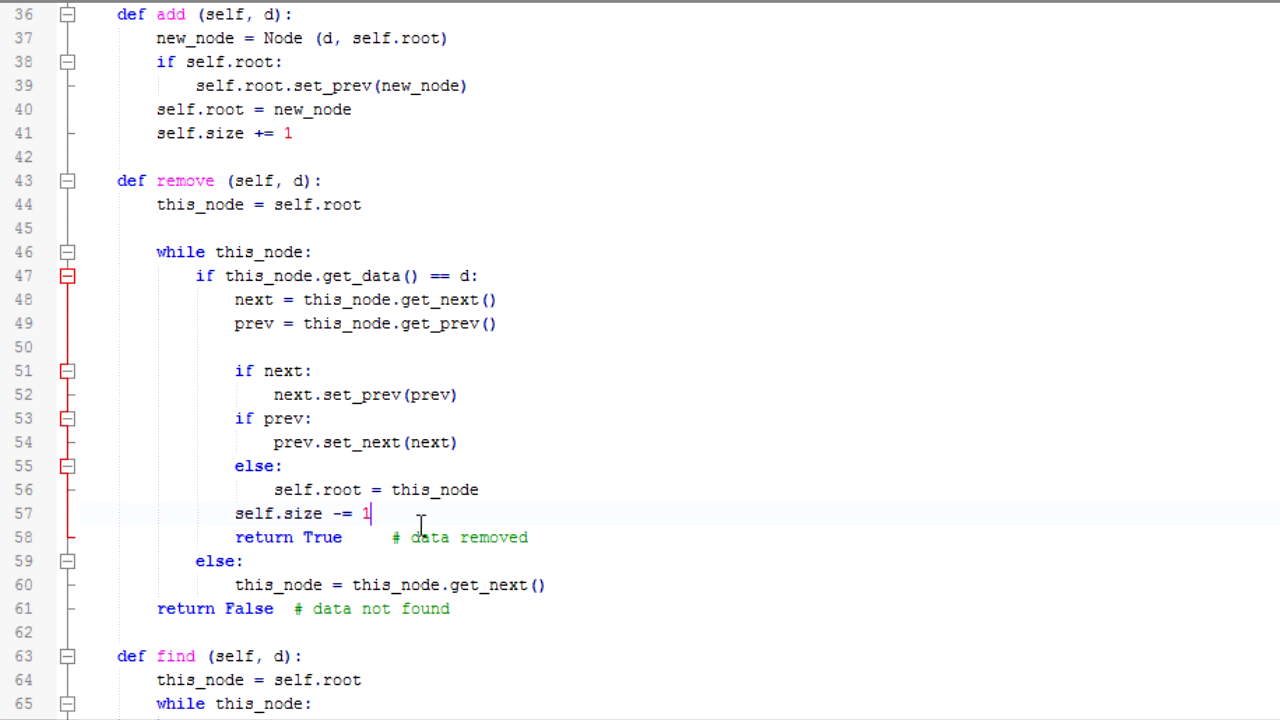 36 def add (self, d):
37 new_node = Node (d, self.root)
38 if self.root:
39 self.root.set_prev(new_node)
40 self.root = new_node
41 self.size += 1
42
43 def remove (self, d):
44 this_node = self.root
45
46 while this_node:
47 if this_node.get_data() == d:
48 next = this_node.get_next()
49 prev = this_node.get_prev()
50
51 if next:
52 next.set_prev(prev)
53 if prev:
54 prev.set_next(next)
55 else:
56 self.root = this_node
57 self.size -= 1
58 return True # data removed
59 else:
60 this_node = this_node.get_next()
61 return False # data not found
62
63 def find (self, d):
64 this_node = self.root
65 while this_node: